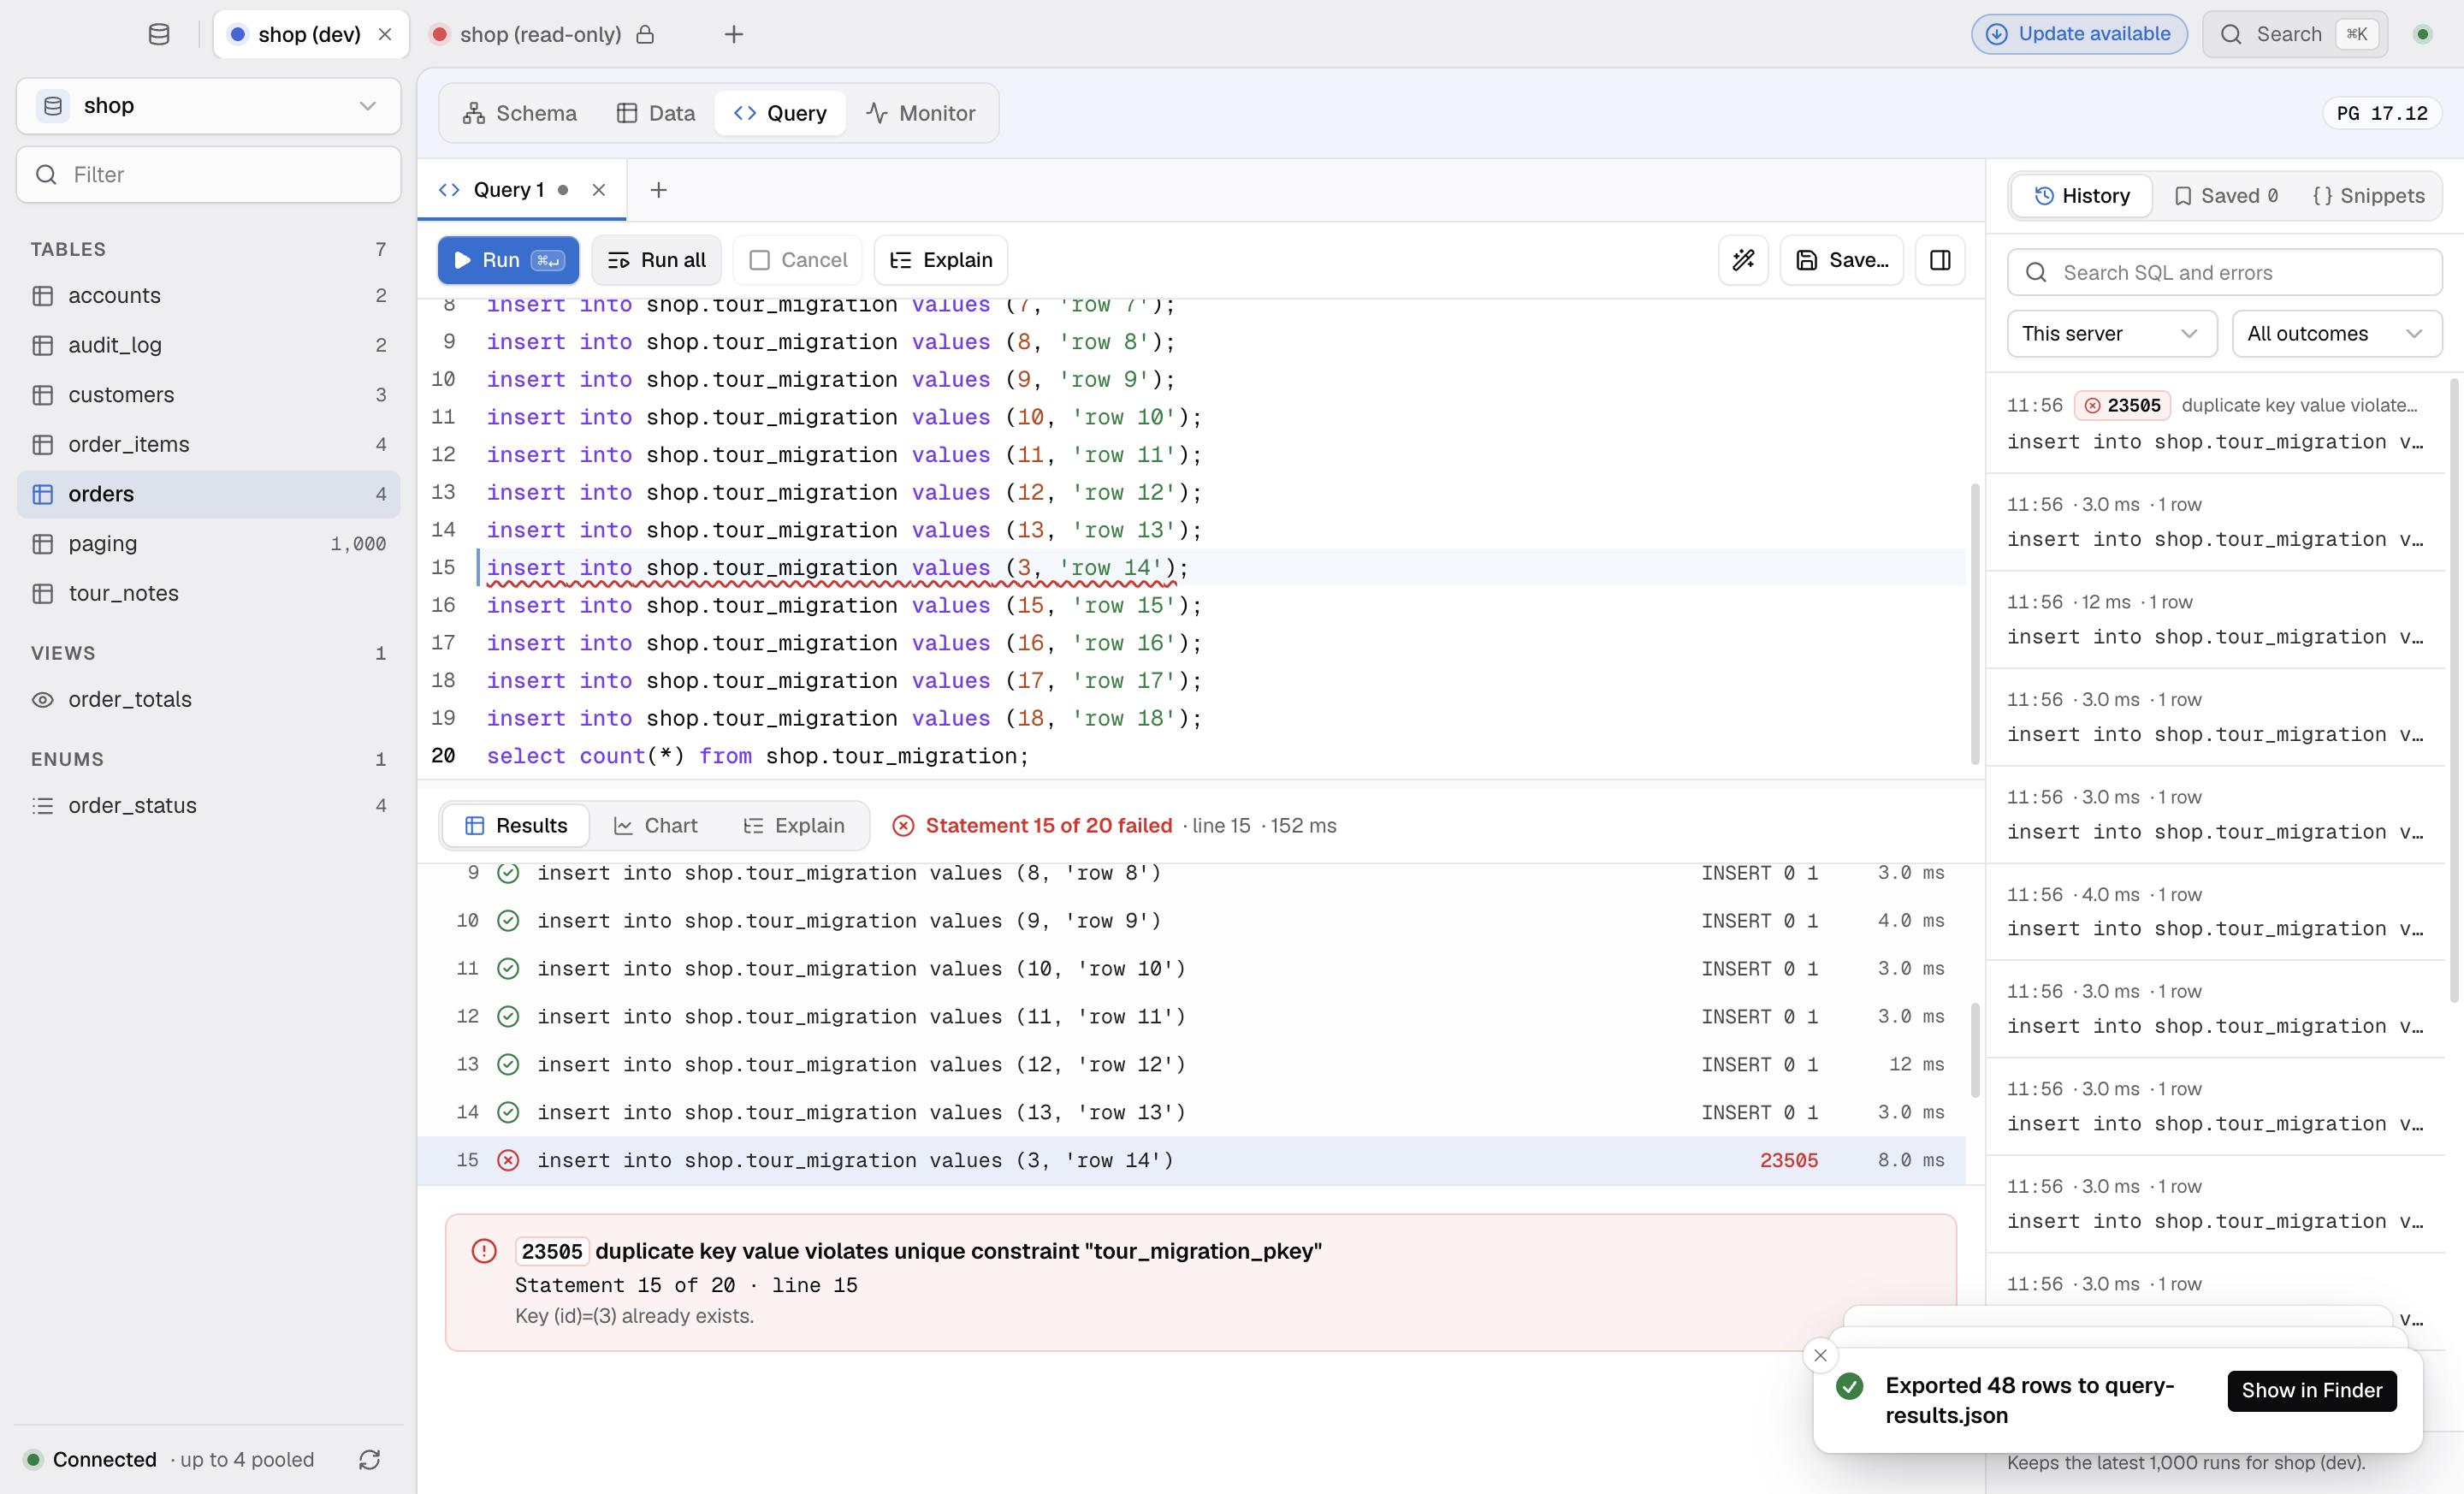 shop (dev)
shop (read-only)
Update available
Search ⌘K
shop
Filter
TABLES 7
accounts 2
audit_log 2
customers 3
order_items 4
orders 4
paging 1,000
tour_notes
VIEWS 1
order_totals
ENUMS 1
order_status 4
Connected · up to 4 pooled
Schema Data Query Monitor
PG 17.12
Query 1
Run ⌘↵ Run all Cancel Explain Save…
8 insert into shop.tour_migration values (7, 'row 7');
9 insert into shop.tour_migration values (8, 'row 8');
10 insert into shop.tour_migration values (9, 'row 9');
11 insert into shop.tour_migration values (10, 'row 10');
12 insert into shop.tour_migration values (11, 'row 11');
13 insert into shop.tour_migration values (12, 'row 12');
14 insert into shop.tour_migration values (13, 'row 13');
15 insert into shop.tour_migration values (3, 'row 14');
16 insert into shop.tour_migration values (15, 'row 15');
17 insert into shop.tour_migration values (16, 'row 16');
18 insert into shop.tour_migration values (17, 'row 17');
19 insert into shop.tour_migration values (18, 'row 18');
20 select count(*) from shop.tour_migration;
Results Chart Explain Statement 15 of 20 failed · line 15 · 152 ms
9 insert into shop.tour_migration values (8, 'row 8') INSERT 0 1 3.0 ms
10 insert into shop.tour_migration values (9, 'row 9') INSERT 0 1 4.0 ms
11 insert into shop.tour_migration values (10, 'row 10') INSERT 0 1 3.0 ms
12 insert into shop.tour_migration values (11, 'row 11') INSERT 0 1 3.0 ms
13 insert into shop.tour_migration values (12, 'row 12') INSERT 0 1 12 ms
14 insert into shop.tour_migration values (13, 'row 13') INSERT 0 1 3.0 ms
15 insert into shop.tour_migration values (3, 'row 14') 23505 8.0 ms
23505 duplicate key value violates unique constraint "tour_migration_pkey"
Statement 15 of 20 · line 15
Key (id)=(3) already exists.
History Saved 0 Snippets
Search SQL and errors
This server All outcomes
11:56 23505 duplicate key value violate…
insert into shop.tour_migration v…
11:56 · 3.0 ms · 1 row
insert into shop.tour_migration v…
11:56 · 12 ms · 1 row
insert into shop.tour_migration v…
11:56 · 3.0 ms · 1 row
insert into shop.tour_migration v…
11:56 · 3.0 ms · 1 row
insert into shop.tour_migration v…
11:56 · 4.0 ms · 1 row
insert into shop.tour_migration v…
11:56 · 3.0 ms · 1 row
insert into shop.tour_migration v…
11:56 · 3.0 ms · 1 row
insert into shop.tour_migration v…
11:56 · 3.0 ms · 1 row
insert into shop.tour_migration v…
11:56 · 3.0 ms · 1 row
v…
Exported 48 rows to query-
results.json
Show in Finder
Keeps the latest 1,000 runs for shop (dev).